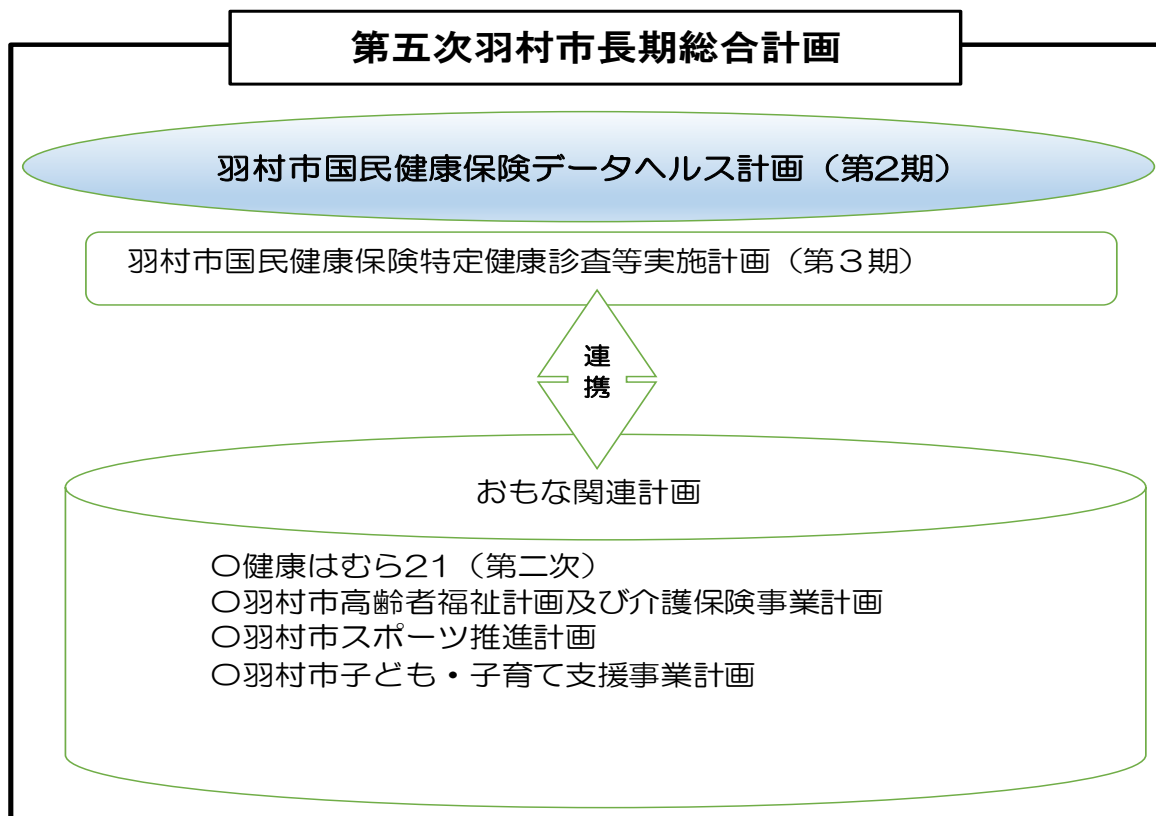 第五次羽村市長期総合計画
羽村市国民健康保険データヘルス計画（第2期）
羽村市国民健康保険特定健康診査等実施計画（第３期）
連
携
おもな関連計画
〇健康はむら21（第二次）
〇羽村市高齢者福祉計画及び介護保険事業計画
〇羽村市スポーツ推進計画
〇羽村市子ども・子育て支援事業計画